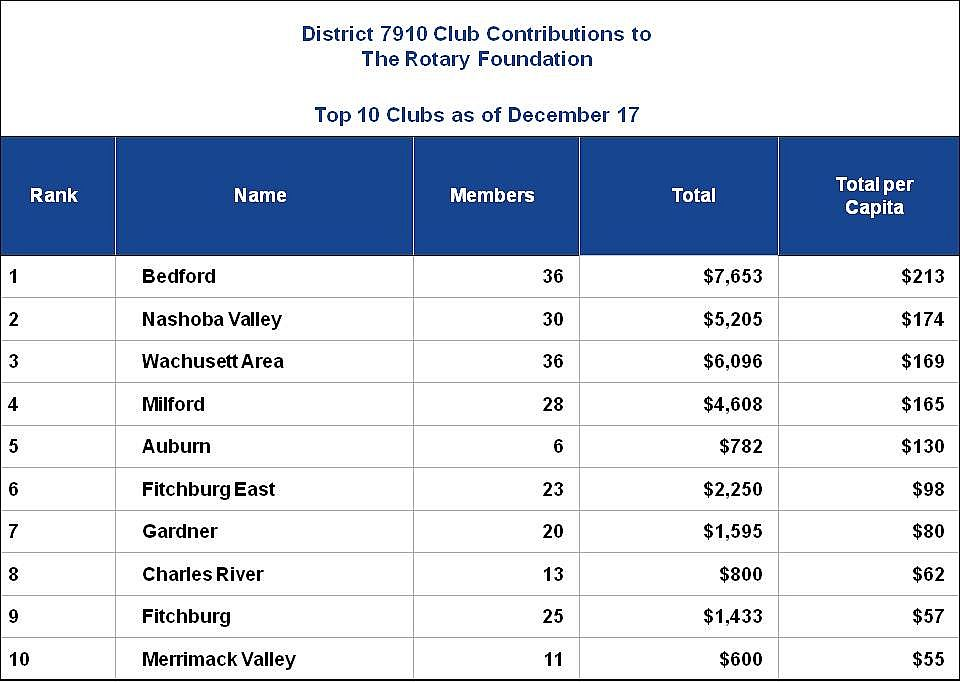 District 7910 Club Contributions to
The Rotary Foundation
Top 10 Clubs as of December 17
Rank Name Members Total Total per Capita
1 Bedford 36 $7,653 $213
2 Nashoba Valley 30 $5,205 $174
3 Wachusett Area 36 $6,096 $169
4 Milford 28 $4,608 $165
5 Auburn 6 $782 $130
6 Fitchburg East 23 $2,250 $98
7 Gardner 20 $1,595 $80
8 Charles River 13 $800 $62
9 Fitchburg 25 $1,433 $57
10 Merrimack Valley 11 $600 $55